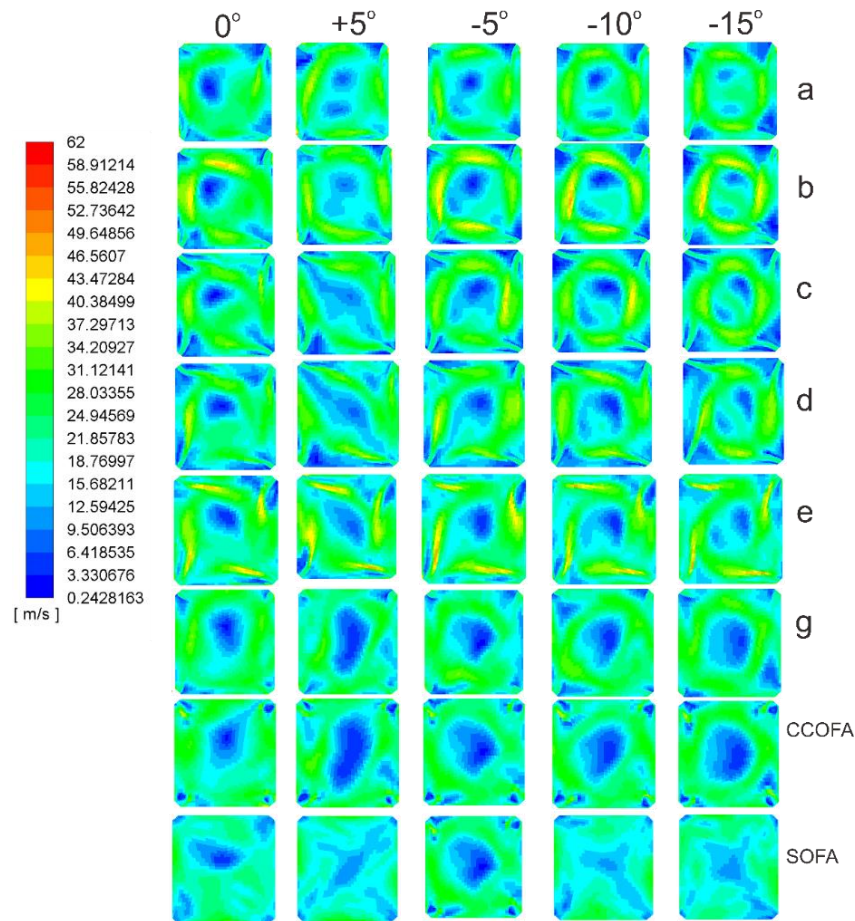 0° +5° -5° -10° -15°
a
62
58.91214
55.82428
b
52.73642
49.64856
46.5607
43.47284
40.38499
c
37.29713
34.20927
31.12141
28.03355
24.94569
d
21.85783
18.76997
15.68211
12.59425
e
9.506393
6.418535
3.330676
0.2428163
[ m/s ]
g
CCOFA
SOFA